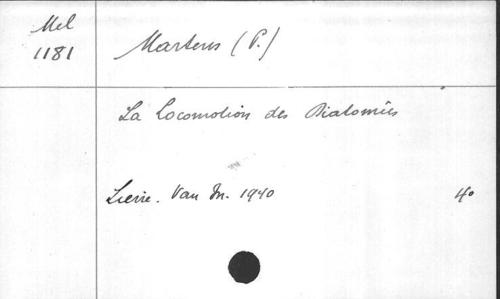 Mel
1181
Martens (P.)
La locomotion des Diatomées
Lierre. Van In. 1940
4°